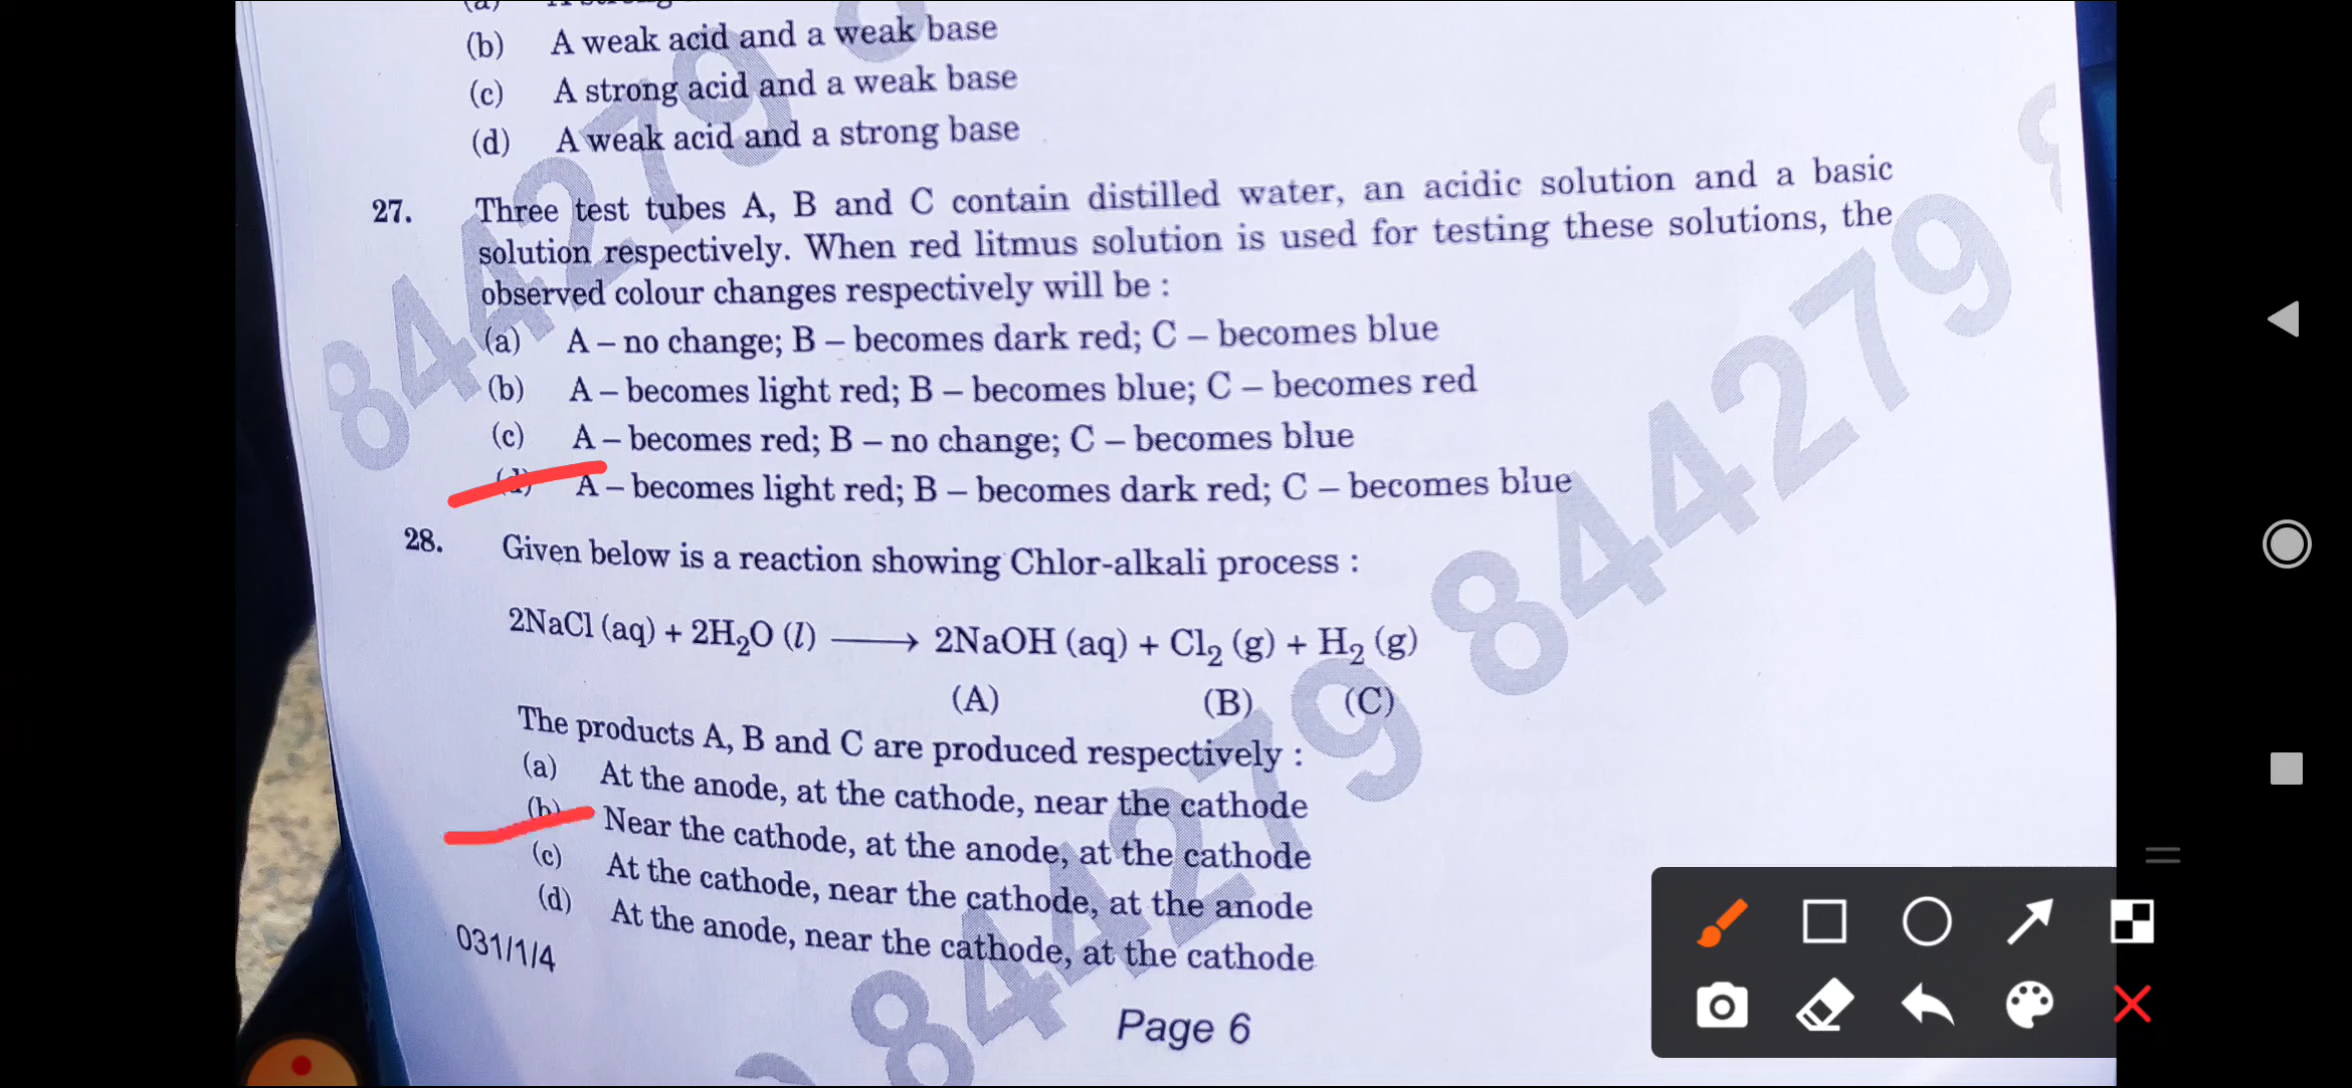 (b) A weak acid and a weak base
(c) A strong acid and a weak base
(d) A weak acid and a strong base
27. Three test tubes A, B and C contain distilled water, an acidic solution and a basic
solution respectively. When red litmus solution is used for testing these solutions, the
observed colour changes respectively will be :
(a) A – no change; B – becomes dark red; C – becomes blue
(b) A – becomes light red; B – becomes blue; C – becomes red
(c) A – becomes red; B – no change; C – becomes blue
(d) A – becomes light red; B – becomes dark red; C – becomes blue
28. Given below is a reaction showing Chlor-alkali process :
2NaCl (aq) + 2H₂O (l) ⟶ 2NaOH (aq) + Cl₂ (g) + H₂ (g)
(A) (B) (C)
The products A, B and C are produced respectively :
(a) At the anode, at the cathode, near the cathode
(b) Near the cathode, at the anode, at the cathode
(c) At the cathode, near the cathode, at the anode
(d) At the anode, near the cathode, at the cathode
031/1/4
Page 6
844279
844279
844279